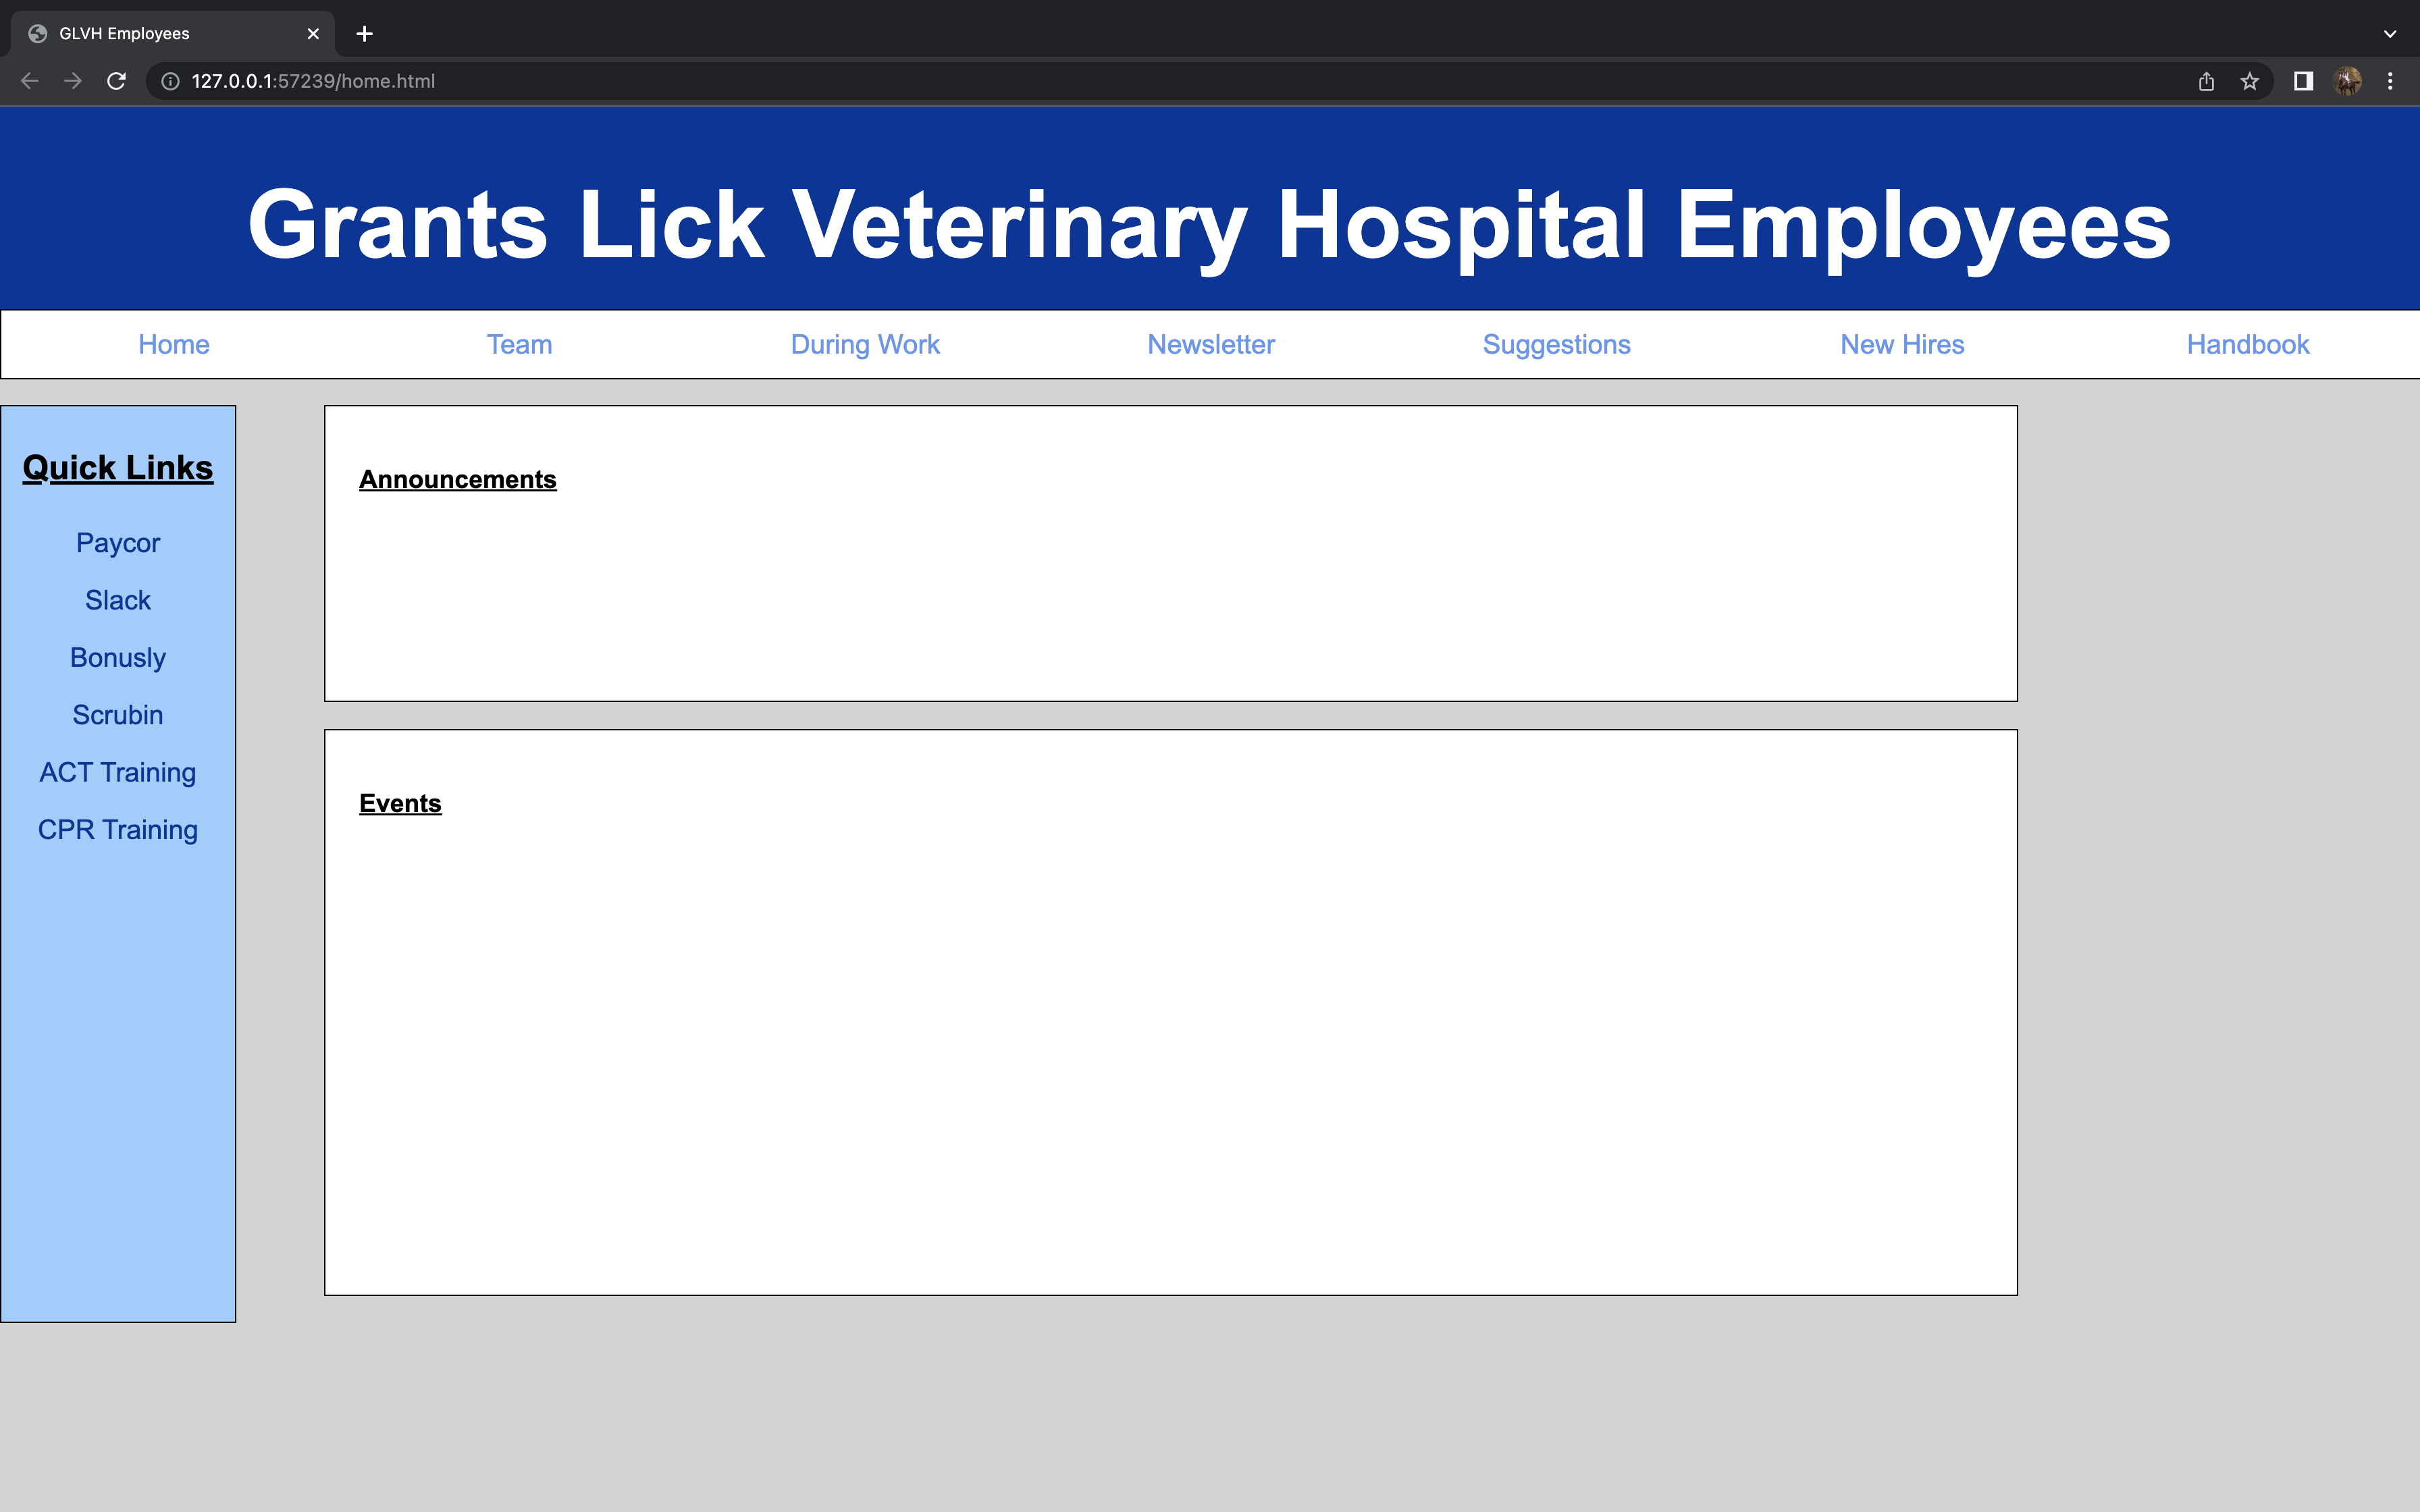 GLVH Employees
127.0.0.1:57239/home.html
Grants Lick Veterinary Hospital Employees
Home Team During Work Newsletter Suggestions New Hires Handbook
Quick Links
Paycor
Slack
Bonusly
Scrubin
ACT Training
CPR Training
Announcements
Events